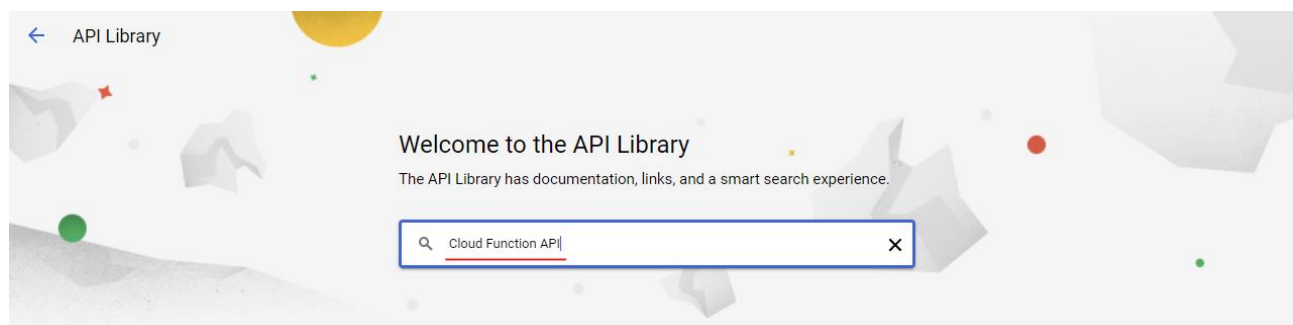 API Library
Welcome to the API Library
The API Library has documentation, links, and a smart search experience.
Cloud Function API